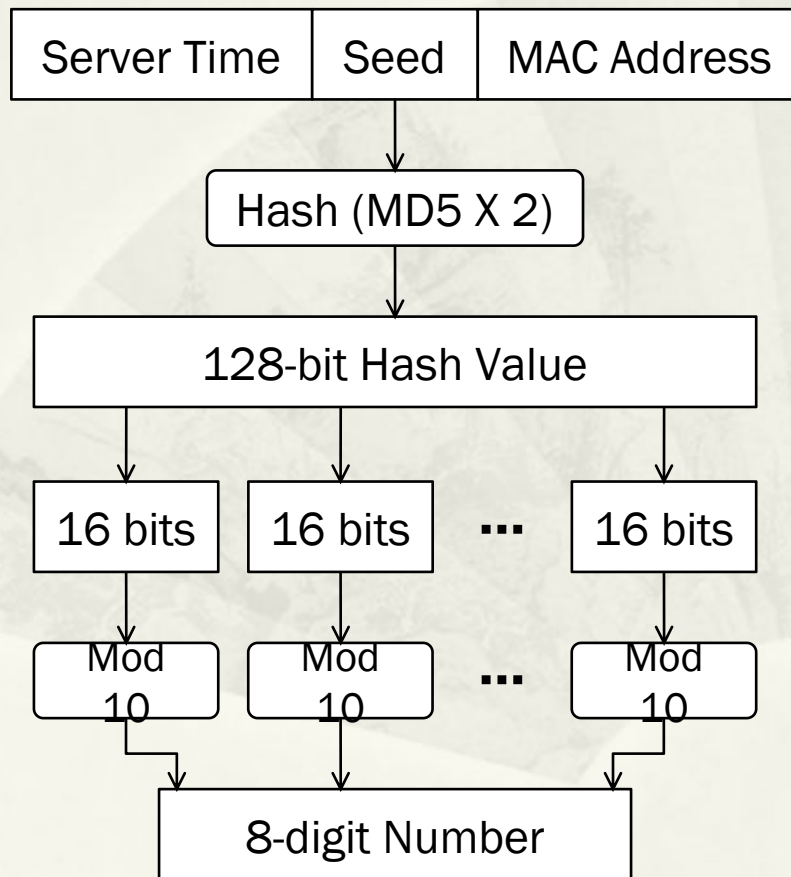 Server Time Seed MAC Address
Hash (MD5 X 2)
128-bit Hash Value
16 bits 16 bits ... 16 bits
Mod Mod ... Mod
10 10 10
8-digit Number